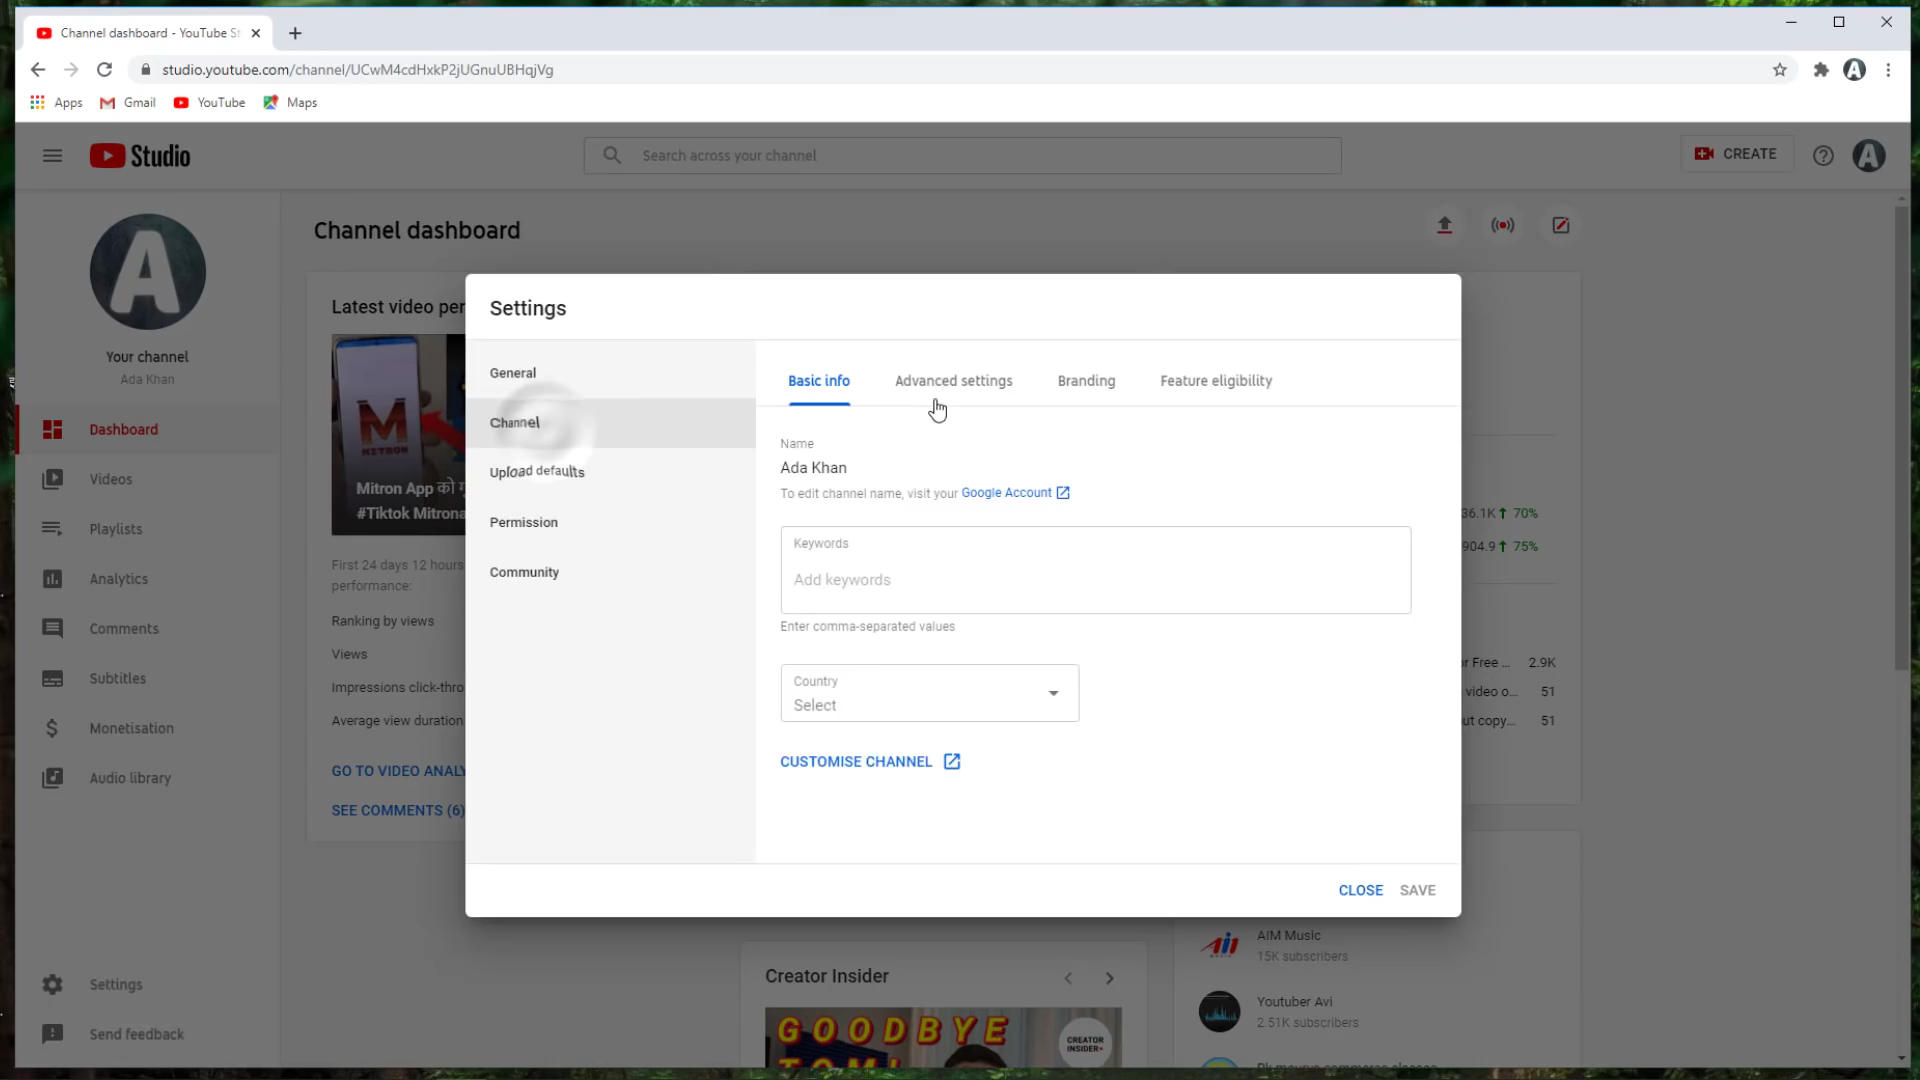 Channel dashboard - YouTube St
studio.youtube.com/channel/UCwM4cdHxkP2jUGnuUBHqjVg
Apps
Gmail
YouTube
Maps
Studio
Search across your channel
CREATE
A
Your channel
Ada Khan
Dashboard
Videos
Playlists
Analytics
Comments
Subtitles
Monetisation
Audio library
Settings
Send feedback
Channel dashboard
Latest video per
M
MITRON
Mitron App को
#Tiktok Mitrona
First 24 days 12 hours
performance:
Ranking by views
Views
Impressions click-thro
Average view duration
GO TO VIDEO ANALY
SEE COMMENTS (6)
Settings
General
Channel
Upload defaults
Permission
Community
Basic info
Advanced settings
Branding
Feature eligibility
Name
Ada Khan
To edit channel name, visit your Google Account
Keywords
Add keywords
Enter comma-separated values
Country
Select
CUSTOMISE CHANNEL
CLOSE
SAVE
36.1K 70%
904.9 75%
or Free ... 2.9K
video o... 51
ut copy... 51
Creator Insider
GOODBYE
CREATOR
INSIDER
AIM Music
15K subscribers
Youtuber Avi
2.51K subscribers